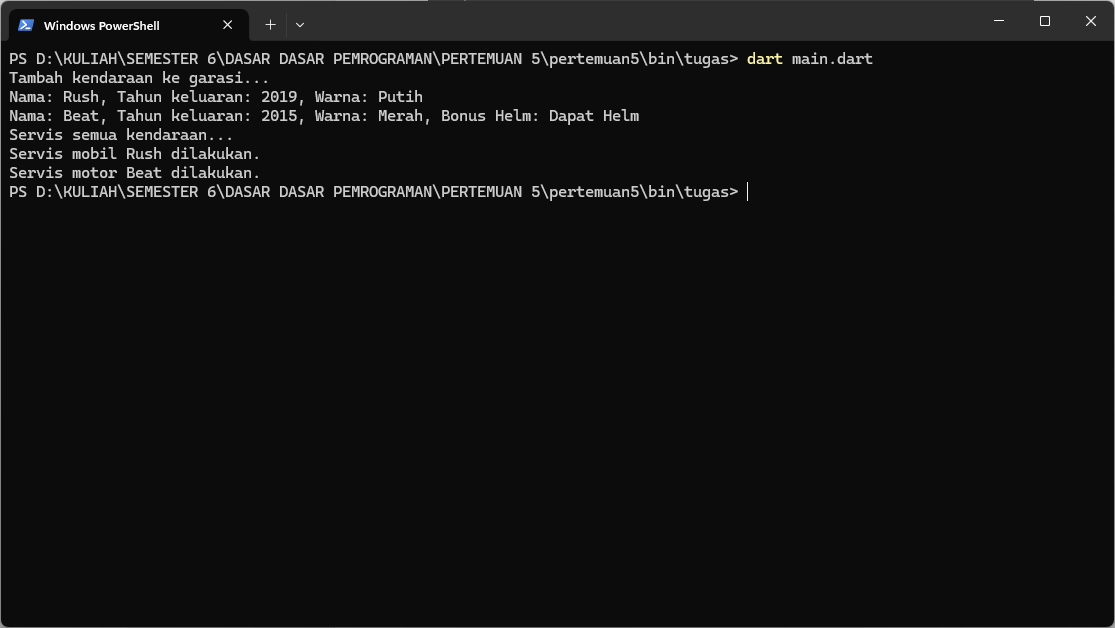 Windows PowerShell
PS D:\KULIAH\SEMESTER 6\DASAR DASAR PEMROGRAMAN\PERTEMUAN 5\pertemuan5\bin\tugas> dart main.dart
Tambah kendaraan ke garasi...
Nama: Rush, Tahun keluaran: 2019, Warna: Putih
Nama: Beat, Tahun keluaran: 2015, Warna: Merah, Bonus Helm: Dapat Helm
Servis semua kendaraan...
Servis mobil Rush dilakukan.
Servis motor Beat dilakukan.
PS D:\KULIAH\SEMESTER 6\DASAR DASAR PEMROGRAMAN\PERTEMUAN 5\pertemuan5\bin\tugas>